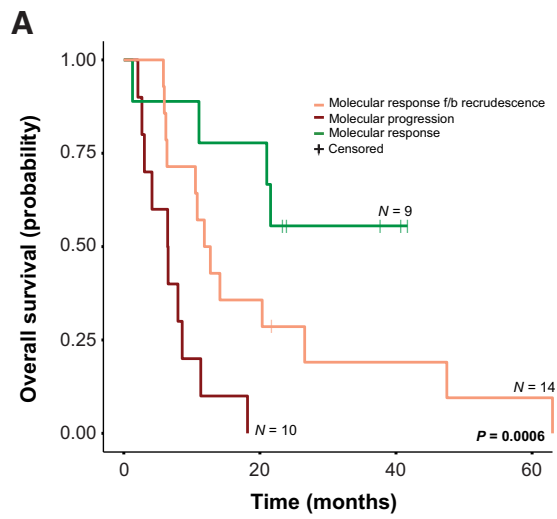 A
1.00
0.75
0.50
0.25
0.00
Overall survival (probability)
Molecular response f/b recrudescence
Molecular progression
Molecular response
+ Censored
N = 9
N = 14
N = 10
P = 0.0006
0 20 40 60
Time (months)